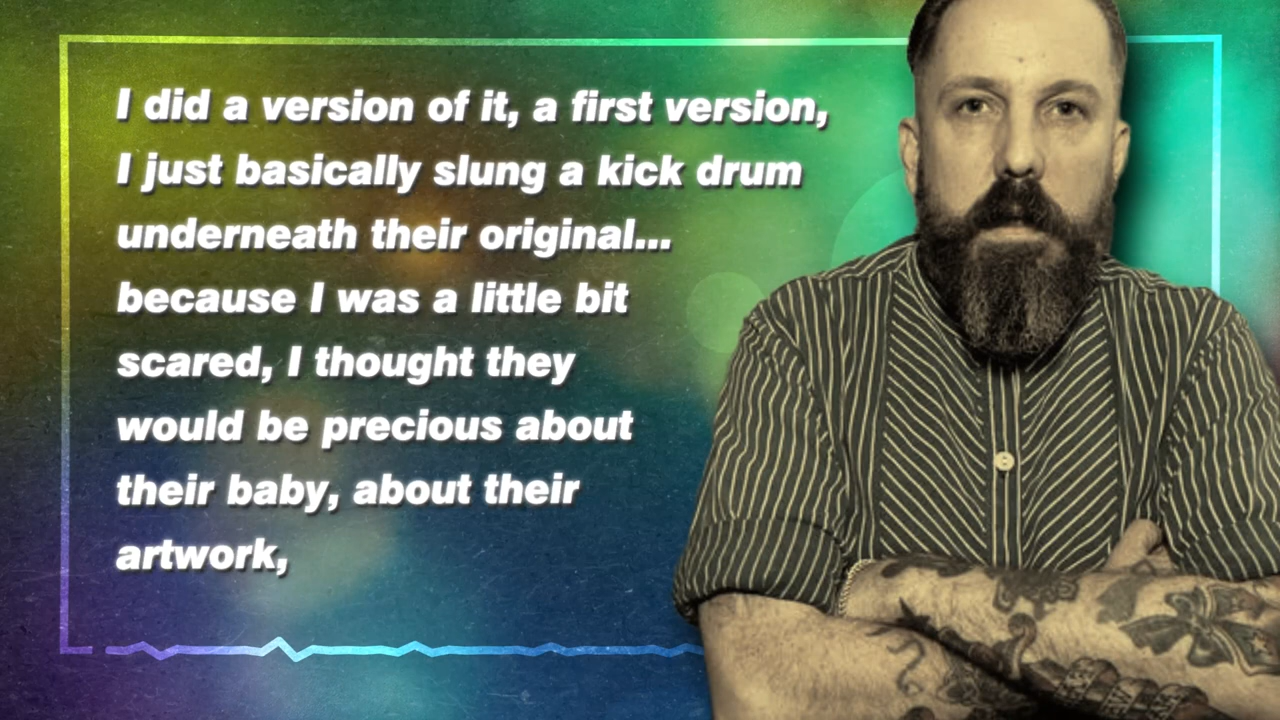 I did a version of it, a first version,
I just basically slung a kick drum
underneath their original...
because I was a little bit
scared, I thought they
would be precious about
their baby, about their
artwork,